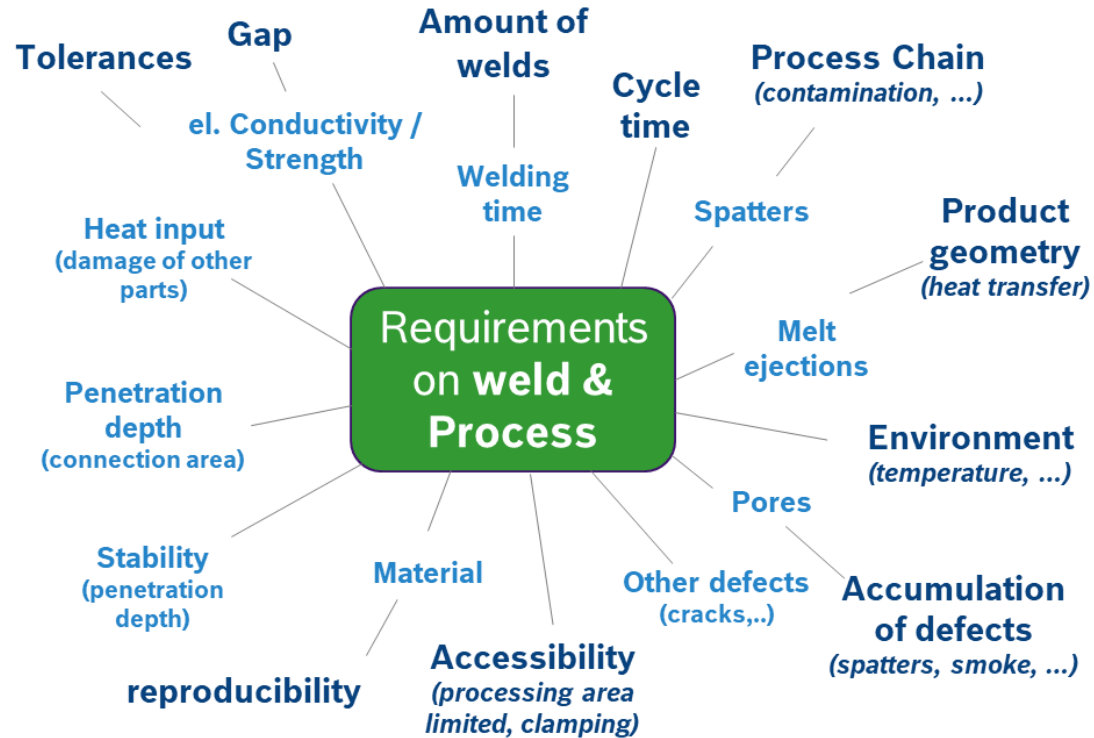 Tolerances
Gap
el. Conductivity /
Strength
Amount of
welds
Welding
time
Cycle
time
Process Chain
(contamination, ...)
Spatters
Product
geometry
(heat transfer)
Melt
ejections
Heat input
(damage of other
parts)
Requirements
on weld &
Process
Penetration
depth
(connection area)
Environment
(temperature, ...)
Pores
Stability
(penetration
depth)
Material
Other defects
(cracks,..)
Accumulation
of defects
(spatters, smoke, ...)
reproducibility
Accessibility
(processing area
limited, clamping)